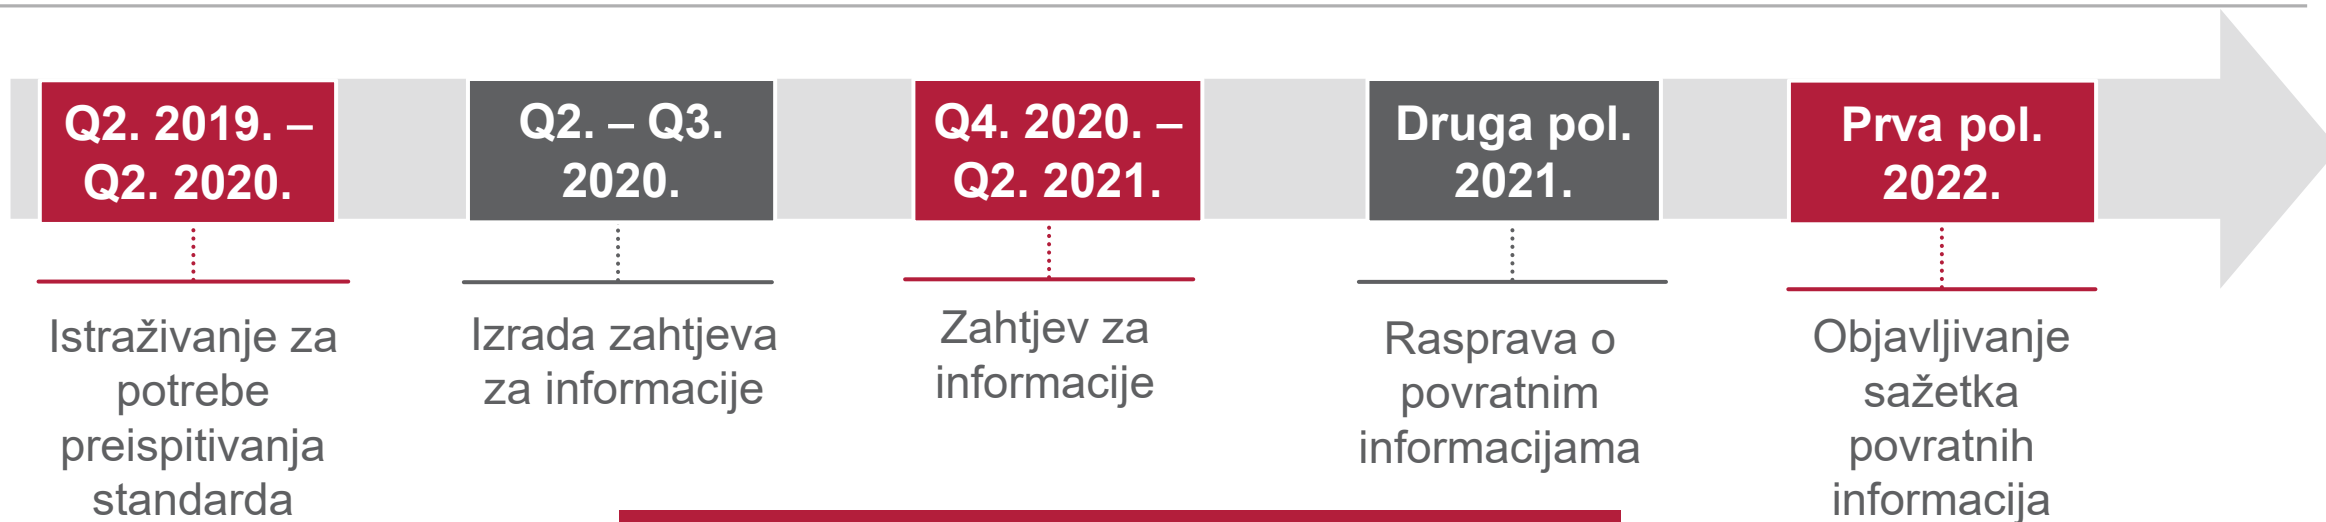 Q2. 2019. –
Q2. 2020.
Istraživanje za
potrebe
preispitivanja
standarda
Q2. – Q3.
2020.
Izrada zahtjeva
za informacije
Q4. 2020. –
Q2. 2021.
Zahtjev za
informacije
Druga pol.
2021.
Rasprava o
povratnim
informacijama
Prva pol.
2022.
Objavljivanje
sažetka
povratnih
informacija